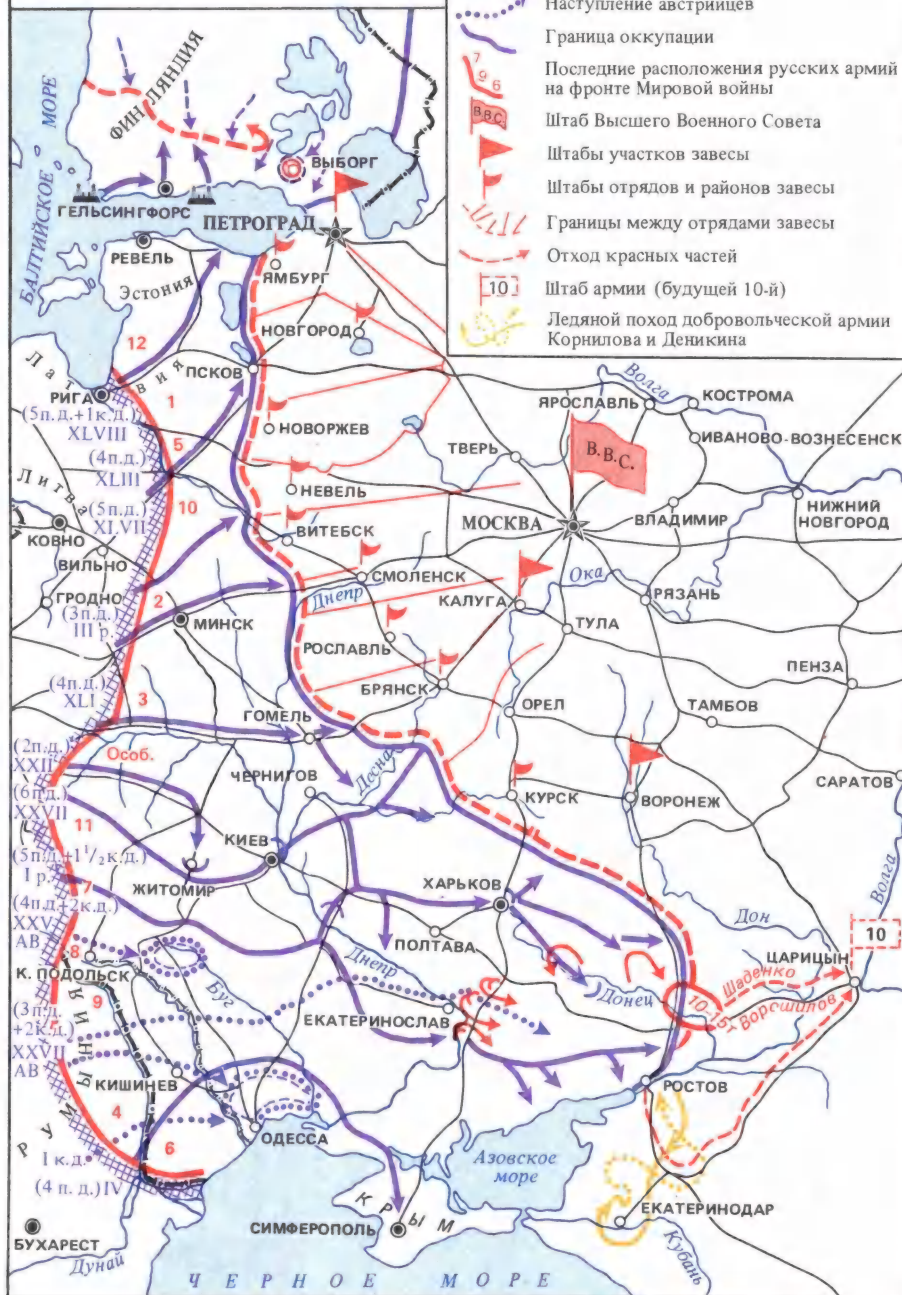 Наступление австрийцев
Граница оккупации
7
9
6
Последние расположения русских армий
на фронте Мировой войны
В.В.С.
Штаб Высшего Военного Совета
Штабы участков завесы
Штабы отрядов и районов завесы
Границы между отрядами завесы
Отход красных частей
10
Штаб армии (будущей 10-й)
Ледяной поход добровольческой армии
Корнилова и Деникина
БАЛТИЙСКОЕ МОРЕ
ФИНЛЯНДИЯ
ВЫБОРГ
ГЕЛЬСИНГФОРС
ПЕТРОГРАД
РЕВЕЛЬ
ЯМБУРГ
Эстония
НОВГОРОД
12
ПСКОВ
Латвия
РИГА
1
Волга
ЯРОСЛАВЛЬ
КОСТРОМА
(5п.д.+1к.д.)
XLVIII
5
НОВОРЖЕВ
ТВЕРЬ
В.В.С.
ИВАНОВО-ВОЗНЕСЕНСК
(4п.д.)
XLIII
Литва
10
НЕВЕЛЬ
(5п.д.)
XLVII
ВИТЕБСК
МОСКВА
ВЛАДИМИР
НИЖНИЙ
НОВГОРОД
КОВНО
ВИЛЬНО
СМОЛЕНСК
Днепр
Ока
ГРОДНО
(3п.д.)
III р.
2
МИНСК
КАЛУГА
РЯЗАНЬ
ТУЛА
РОСЛАВЛЬ
(4п.д.)
XLI
3
БРЯНСК
ПЕНЗА
ГОМЕЛЬ
ОРЕЛ
ТАМБОВ
(2п.д.)
XXII
Особ.
ЧЕРНИГОВ
Десна
КУРСК
ВОРОНЕЖ
САРАТОВ
(6п.д.)
XXVII
11
КИЕВ
(5п.д.+1¹/₂к.д.)
I р.
ЖИТОМИР
7
ХАРЬКОВ
Волга
(4п.д.+2к.д.)
XXV
АВ
ПОЛТАВА
Дон
10
8
К. ПОДОЛЬСК
Буг
Днепр
ЦАРИЦЫН
9
(3п.д.
+2к.д.)
XXVII
АВ
ЕКАТЕРИНОСЛАВ
Донец
10-15т
Щаденко
Ворошилов
РУМЫНИЯ
КИШИНЕВ
РОСТОВ
4
6
ОДЕССА
I к.д.
(4 п. д.) IV
Азовское
море
КРЫМ
ЕКАТЕРИНОДАР
БУХАРЕСТ
СИМФЕРОПОЛЬ
Дунай
Кубань
ЧЕРНОЕ МОРЕ